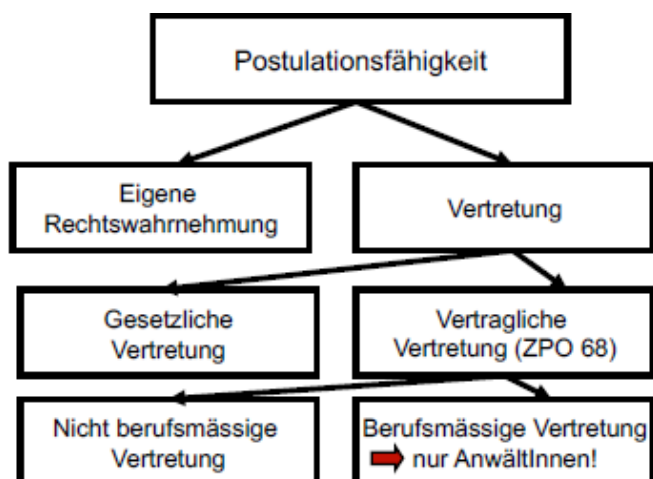 Postulationsfähigkeit
Eigene
Rechtswahrnehmung
Vertretung
Gesetzliche
Vertretung
Vertragliche
Vertretung (ZPO 68)
Nicht berufsmässige
Vertretung
Berufsmässige Vertretung
nur AnwältInnen!